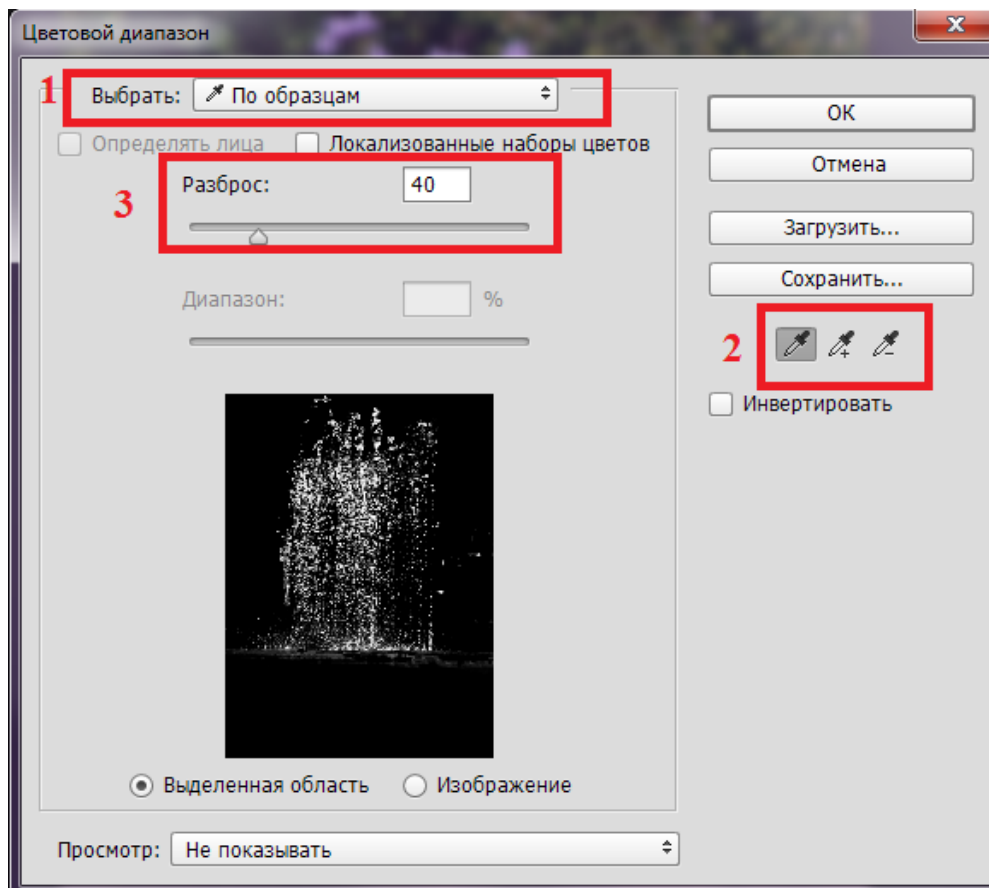 Цветовой диапазон
x
1 Выбрать: По образцам
Определять лица Локализованные наборы цветов
3 Разброс: 40
Диапазон: %
Выделенная область Изображение
Просмотр: Не показывать
ОК
Отмена
Загрузить...
Сохранить...
2
Инвертировать